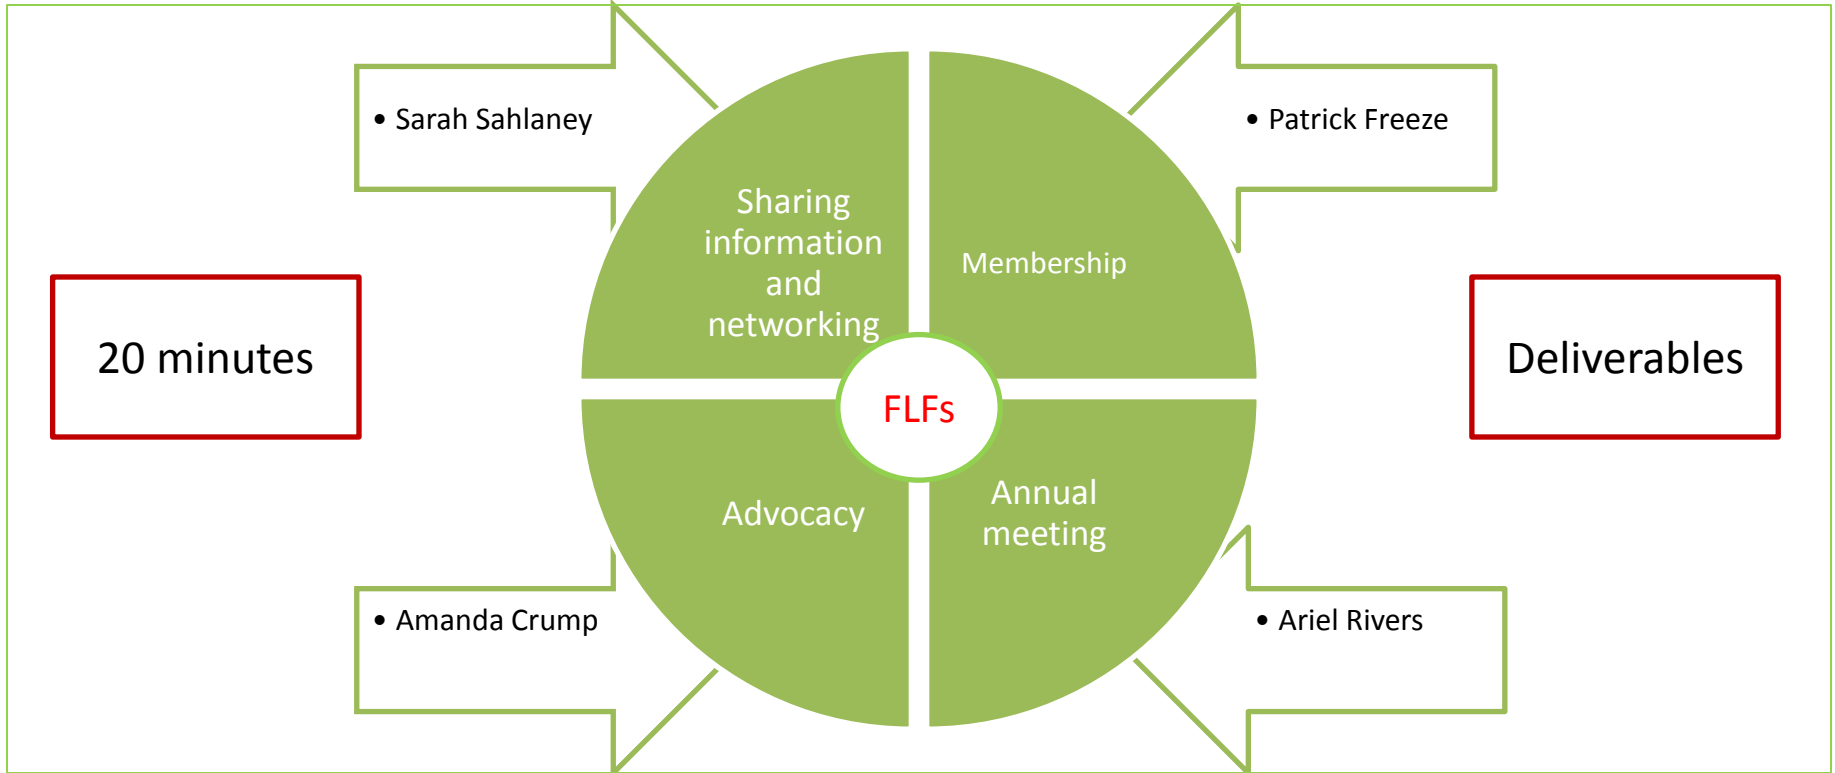 • Sarah Sahlaney
• Patrick Freeze
Sharing
information
and
networking
Membership
20 minutes
Deliverables
FLFs
Advocacy
Annual
meeting
• Amanda Crump
• Ariel Rivers